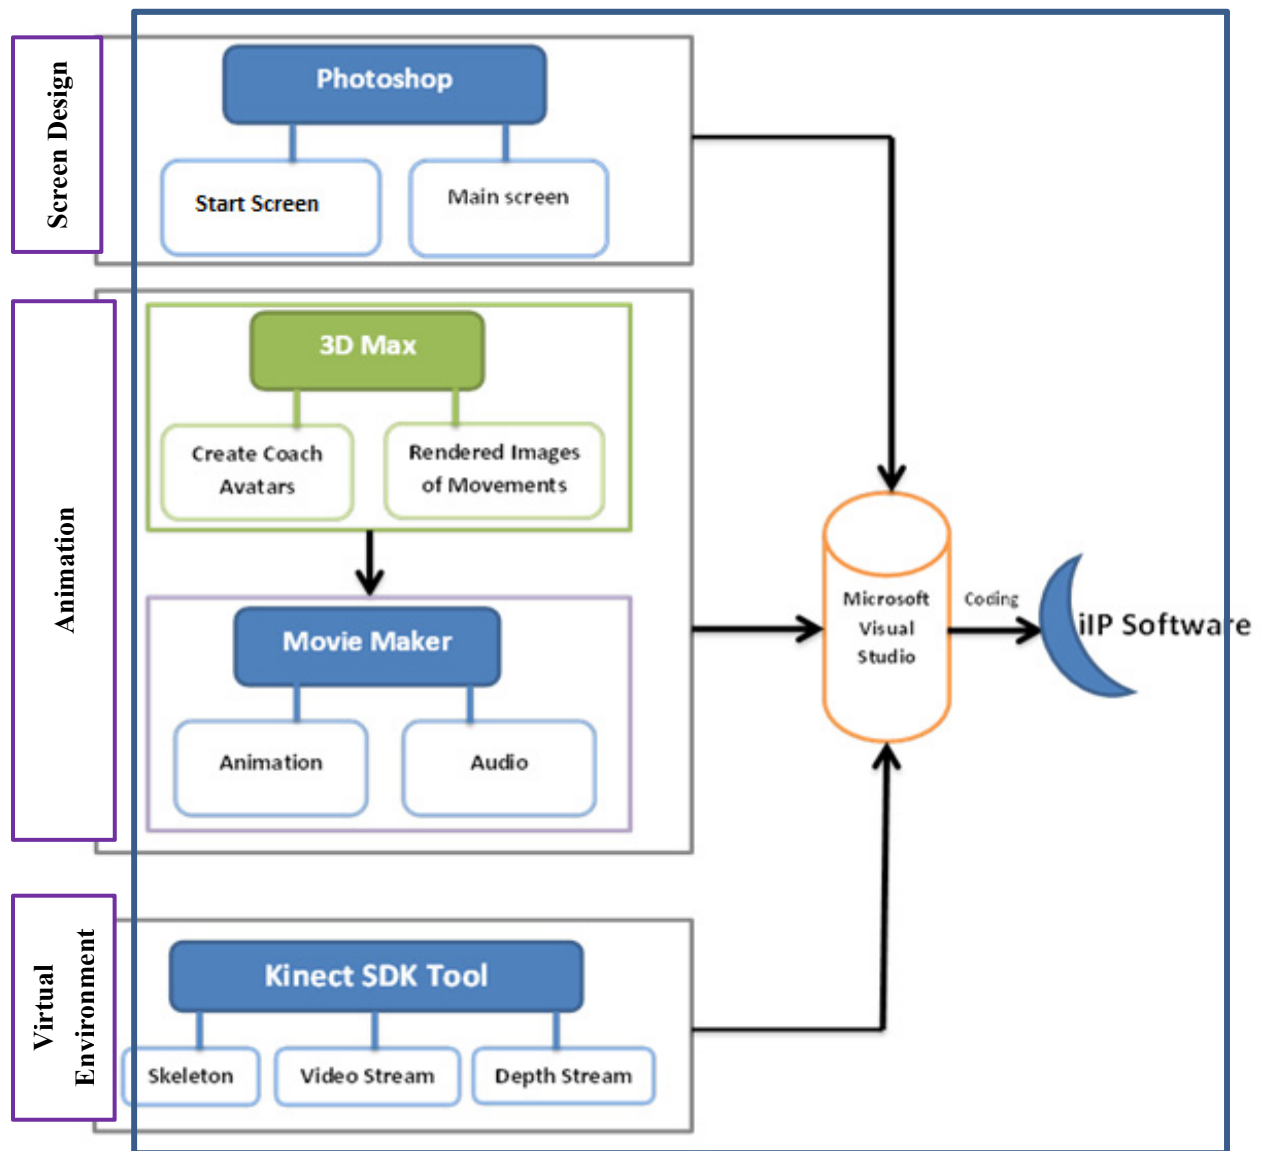 Screen Design
Photoshop
Start Screen
Main screen
Animation
3D Max
Create Coach
Avatars
Rendered Images
of Movements
Movie Maker
Animation
Audio
Virtual
Environment
Kinect SDK Tool
Skeleton
Video Stream
Depth Stream
Microsoft
Visual
Studio
Coding
iIP Software